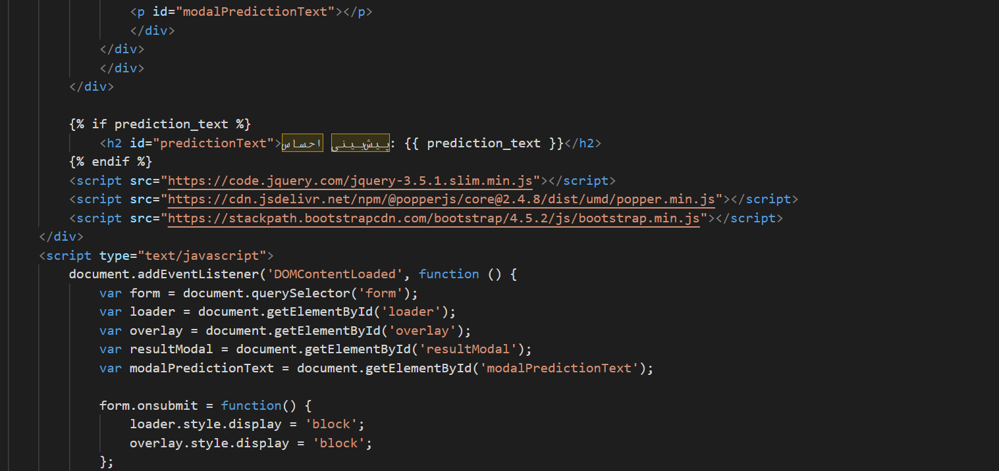 <p id="modalPredictionText"></p>
</div>
</div>
</div>
</div>
{% if prediction_text %}
<h2 id="predictionText">احساس پیش‌بینی: {{ prediction_text }}</h2>
{% endif %}
<script src="https://code.jquery.com/jquery-3.5.1.slim.min.js"></script>
<script src="https://cdn.jsdelivr.net/npm/@popperjs/core@2.4.8/dist/umd/popper.min.js"></script>
<script src="https://stackpath.bootstrapcdn.com/bootstrap/4.5.2/js/bootstrap.min.js"></script>
</div>
<script type="text/javascript">
document.addEventListener('DOMContentLoaded', function () {
var form = document.querySelector('form');
var loader = document.getElementById('loader');
var overlay = document.getElementById('overlay');
var resultModal = document.getElementById('resultModal');
var modalPredictionText = document.getElementById('modalPredictionText');
form.onsubmit = function() {
loader.style.display = 'block';
overlay.style.display = 'block';
};